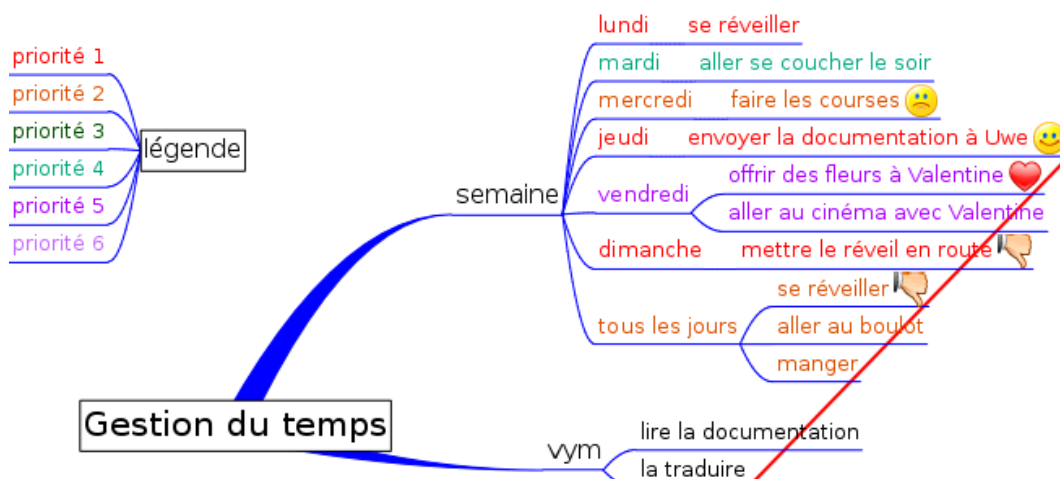 priorité 1
priorité 2
priorité 3
priorité 4
priorité 5
priorité 6
légende
semaine
lundi se réveiller
mardi aller se coucher le soir
mercredi faire les courses
jeudi envoyer la documentation à Uwe
vendredi
offrir des fleurs à Valentine
aller au cinéma avec Valentine
dimanche mettre le réveil en route
tous les jours
se réveiller
aller au boulot
manger
Gestion du temps
vym
lire la documentation
la traduire